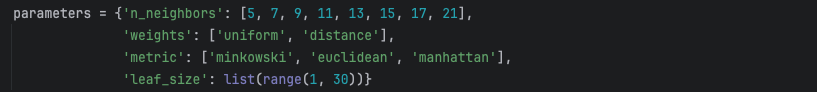 parameters = {'n_neighbors': [5, 7, 9, 11, 13, 15, 17, 21],
'weights': ['uniform', 'distance'],
'metric': ['minkowski', 'euclidean', 'manhattan'],
'leaf_size': list(range(1, 30))}